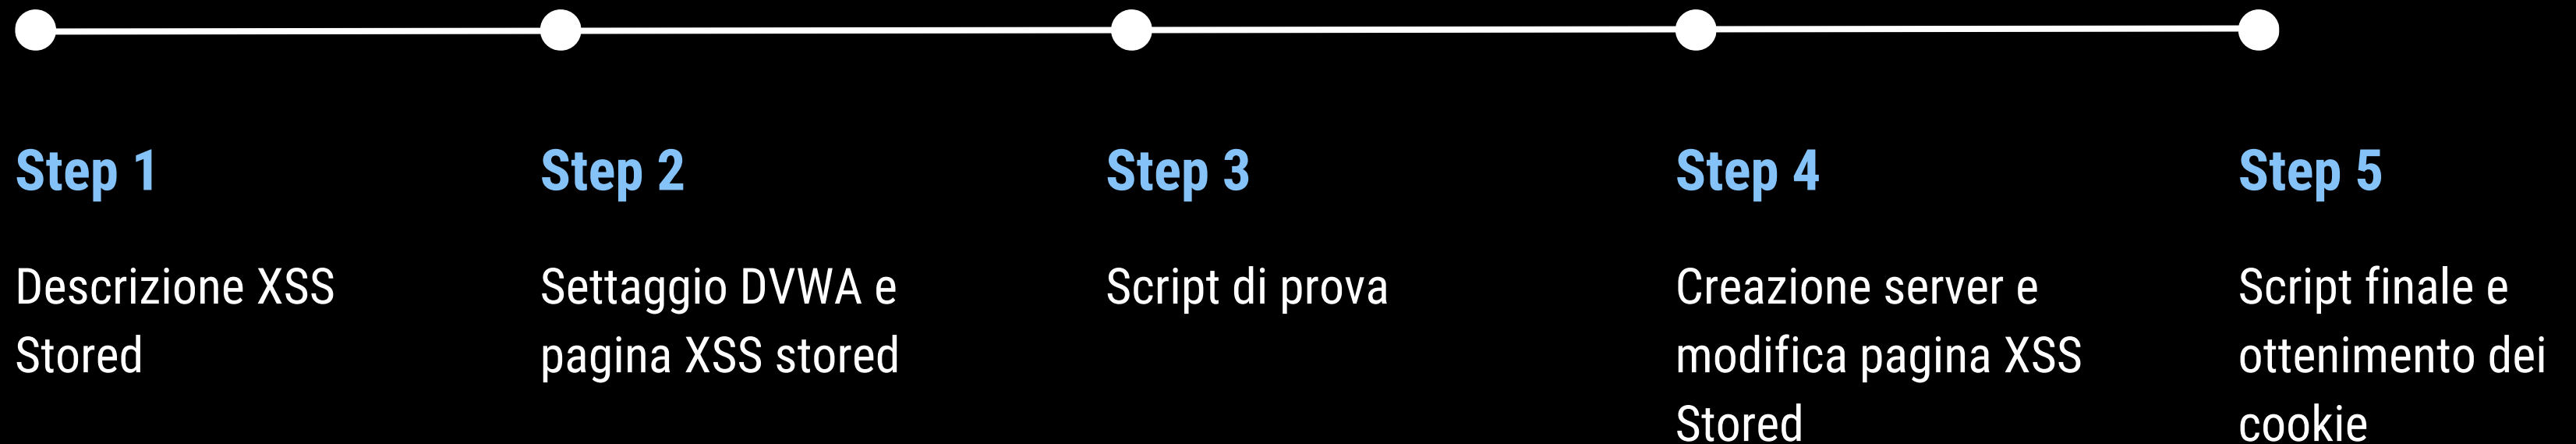 Step 1
Descrizione XSS
Stored
Step 2
Settaggio DVWA e
pagina XSS stored
Step 3
Script di prova
Step 4
Creazione server e
modifica pagina XSS
Stored
Step 5
Script finale e
ottenimento dei
cookie